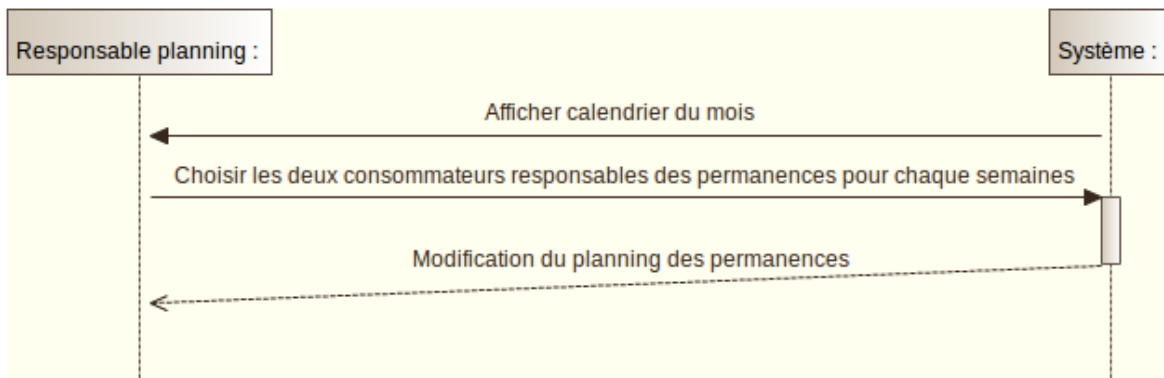 Responsable planning :
Système :
Afficher calendrier du mois
Choisir les deux consommateurs responsables des permanences pour chaque semaines
Modification du planning des permanences